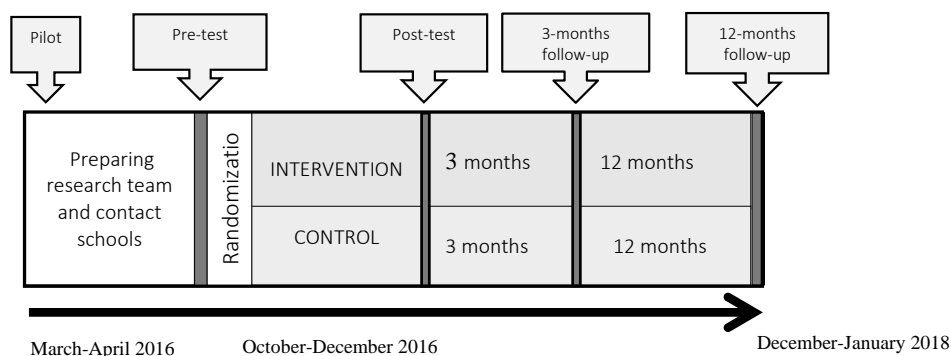 Pilot
Pre-test
Post-test
3-months
follow-up
12-months
follow-up
Preparing
research team
and contact
schools
Randomizatio
INTERVENTION
3 months
12 months
CONTROL
3 months
12 months
March-April 2016
October-December 2016
December-January 2018